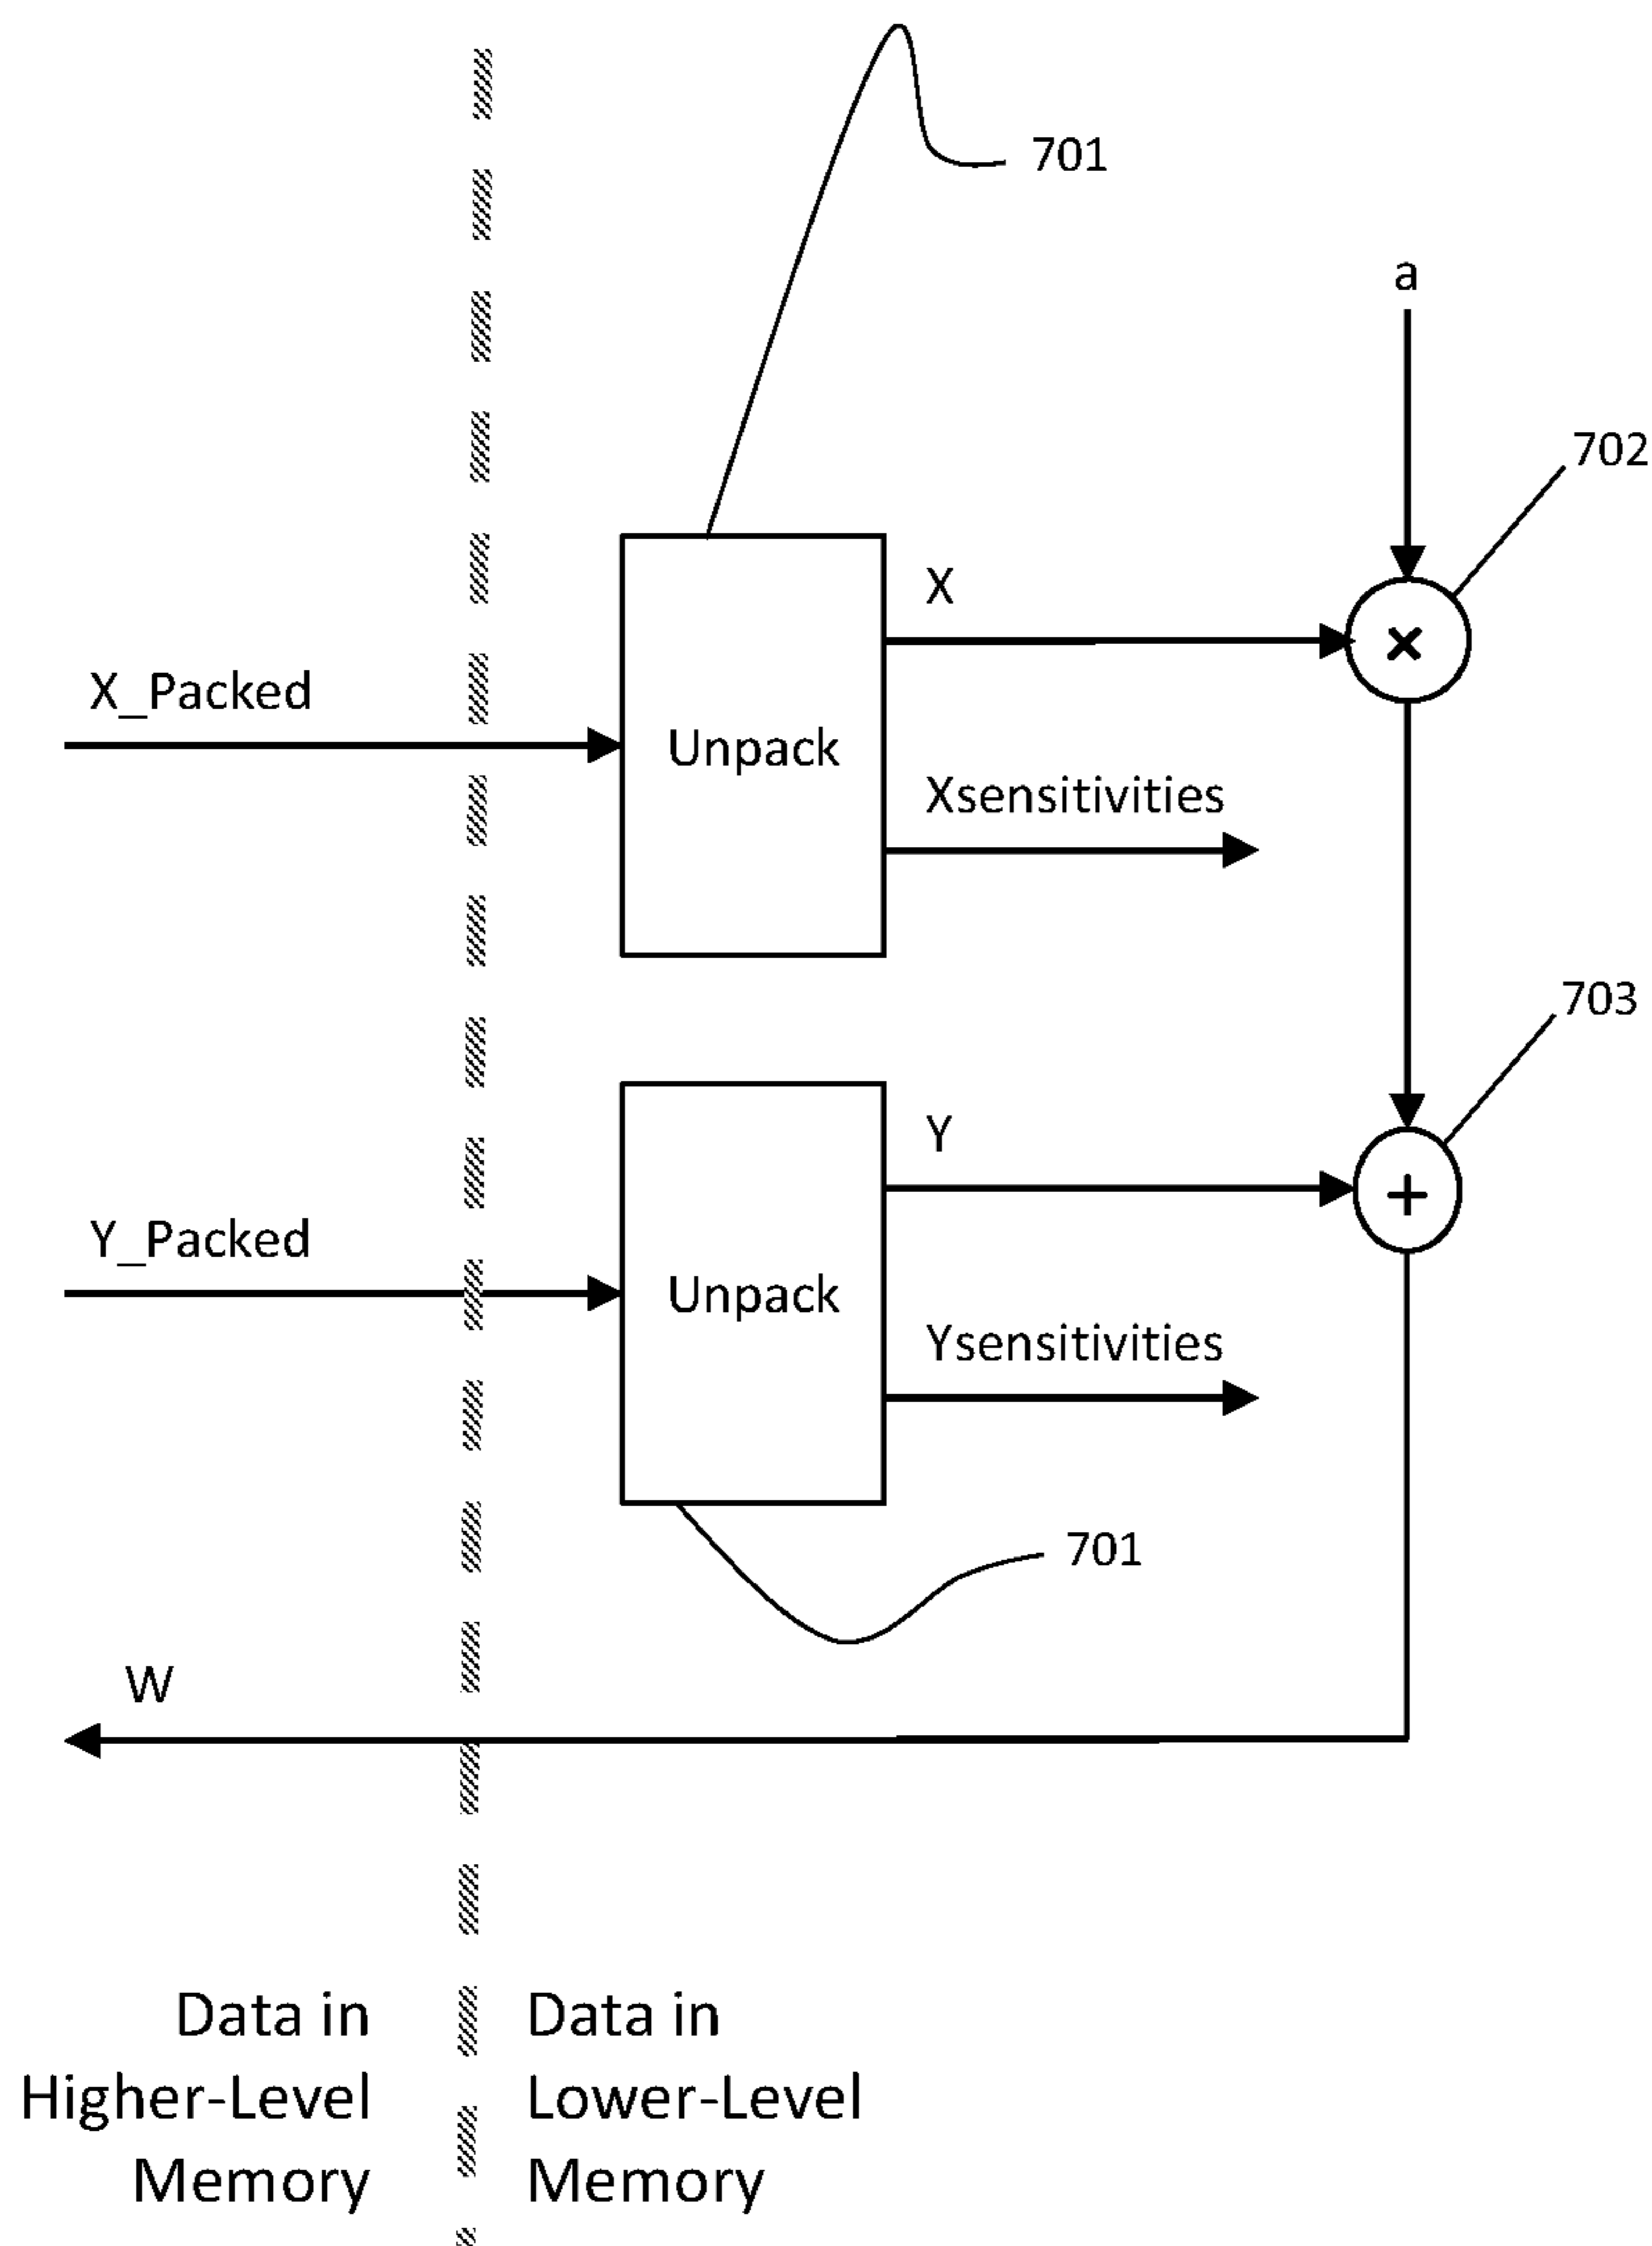 701
a
702
X
×
X_Packed
Unpack
Xsensitivities
703
Y
+
Y_Packed
Unpack
Ysensitivities
701
W
Data in
Higher-Level
Memory
Data in
Lower-Level
Memory